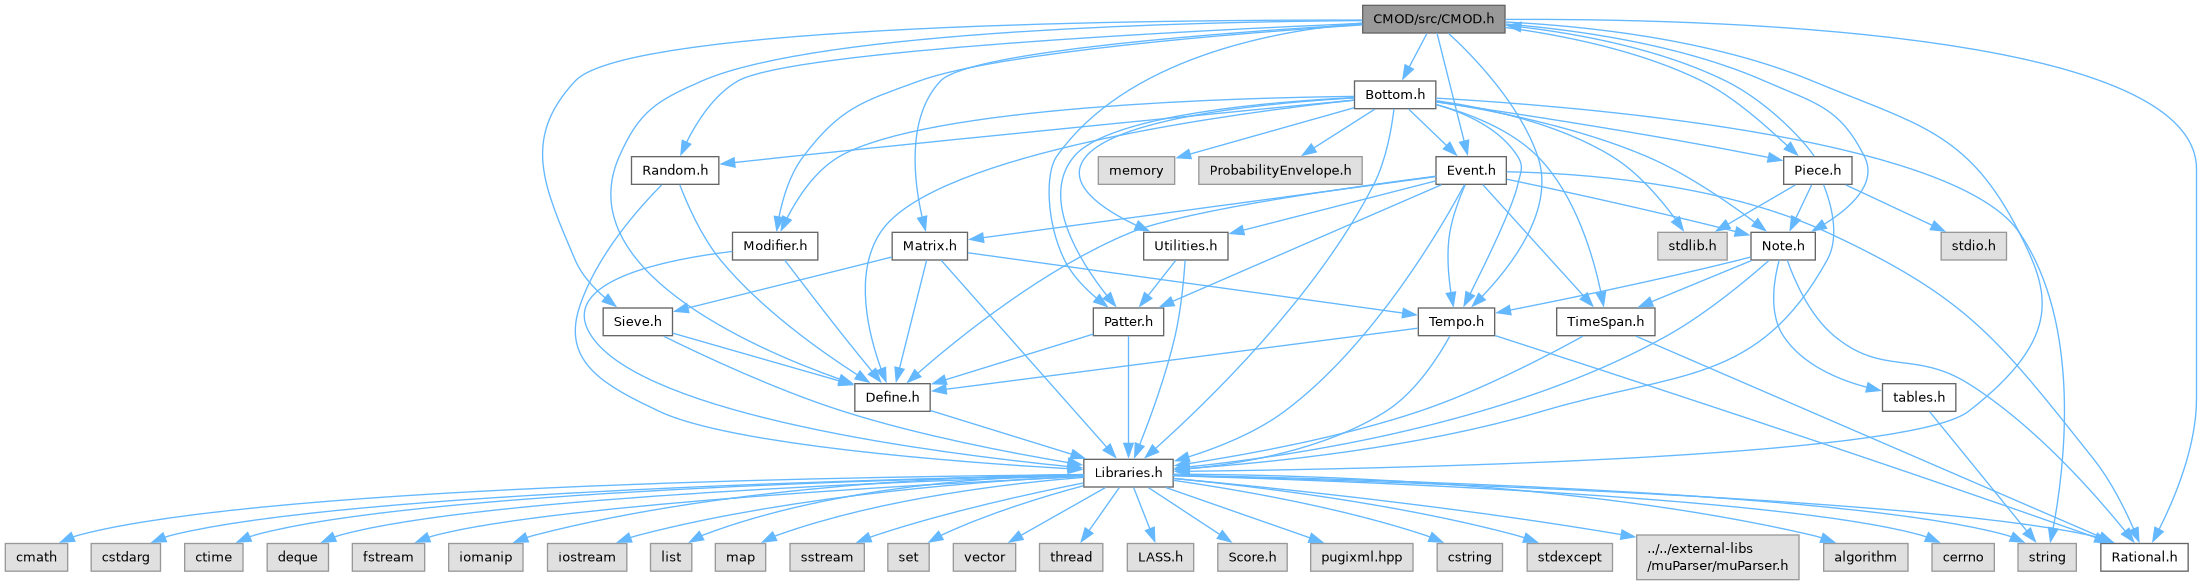 CMOD/src/CMOD.h
Bottom.h
Random.h
memory
ProbabilityEnvelope.h
Event.h
Piece.h
Modifier.h
Matrix.h
Utilities.h
stdlib.h
Note.h
stdio.h
Sieve.h
Patter.h
Tempo.h
TimeSpan.h
Define.h
tables.h
Libraries.h
cmath
cstdarg
ctime
deque
fstream
iomanip
iostream
list
map
sstream
set
vector
thread
LASS.h
Score.h
pugixml.hpp
cstring
stdexcept
../../external-libs
/muParser/muParser.h
algorithm
cerrno
string
Rational.h